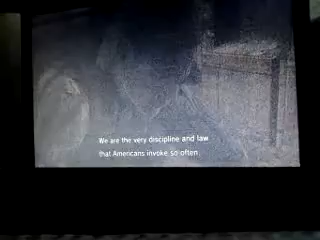 We are the very discipline and law
that Americans invoke so often.